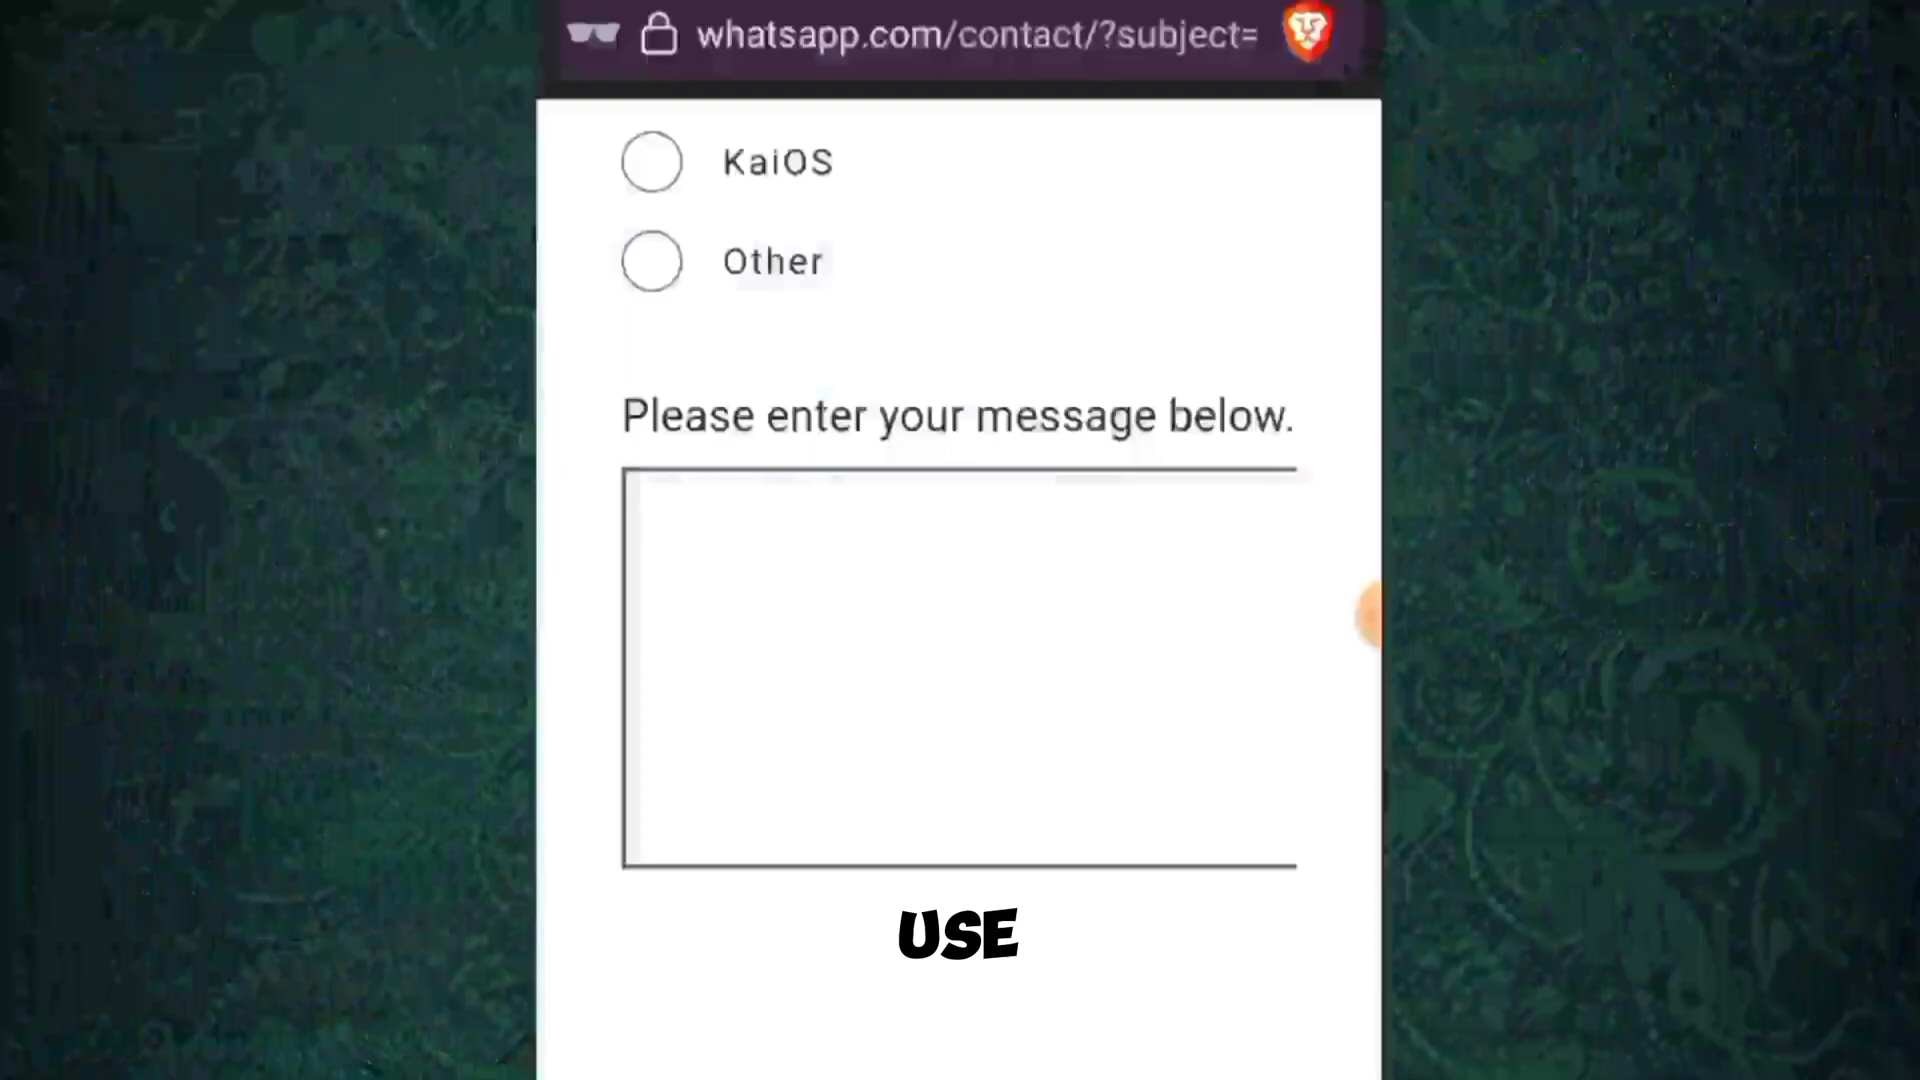 whatsapp.com/contact/?subject=
KaiOS
Other
Please enter your message below.
USE